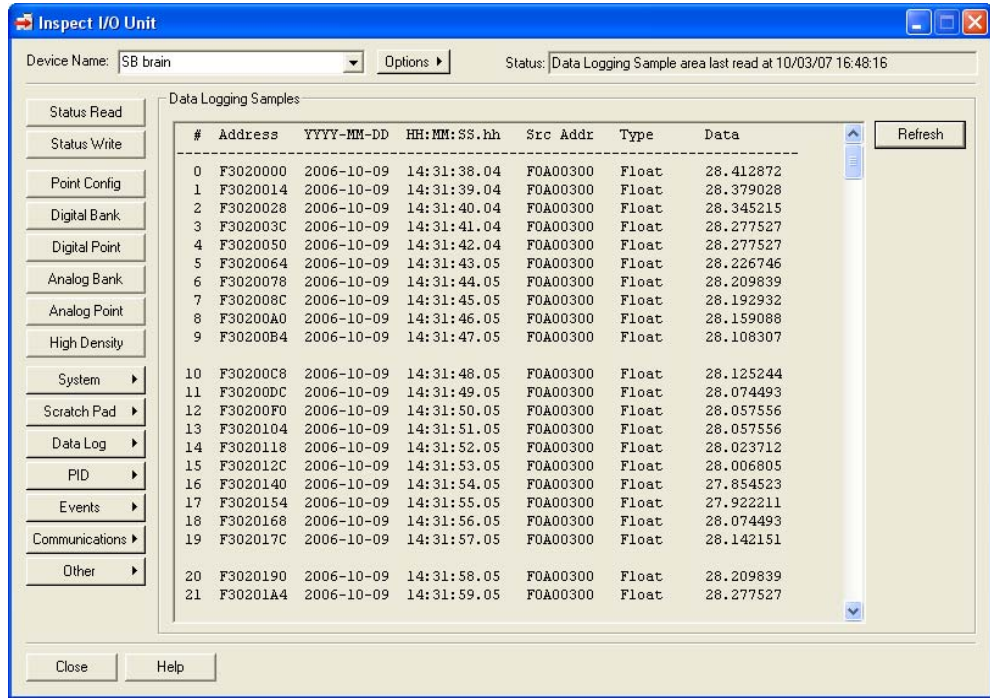 Inspect I/O Unit
Device Name: SB brain Options Status: Data Logging Sample area last read at 10/03/07 16:48:16
Status Read
Status Write
Point Config
Digital Bank
Digital Point
Analog Bank
Analog Point
High Density
System
Scratch Pad
Data Log
PID
Events
Communications
Other
Data Logging Samples
# Address YYYY-MM-DD HH:MM:SS.hh Src Addr Type Data
0 F3020000 2006-10-09 14:31:38.04 F0A00300 Float 28.412872
1 F3020014 2006-10-09 14:31:39.04 F0A00300 Float 28.379028
2 F3020028 2006-10-09 14:31:40.04 F0A00300 Float 28.345215
3 F302003C 2006-10-09 14:31:41.04 F0A00300 Float 28.277527
4 F3020050 2006-10-09 14:31:42.04 F0A00300 Float 28.277527
5 F3020064 2006-10-09 14:31:43.05 F0A00300 Float 28.226746
6 F3020078 2006-10-09 14:31:44.05 F0A00300 Float 28.209839
7 F302008C 2006-10-09 14:31:45.05 F0A00300 Float 28.192932
8 F30200A0 2006-10-09 14:31:46.05 F0A00300 Float 28.159088
9 F30200B4 2006-10-09 14:31:47.05 F0A00300 Float 28.108307
10 F30200C8 2006-10-09 14:31:48.05 F0A00300 Float 28.125244
11 F30200DC 2006-10-09 14:31:49.05 F0A00300 Float 28.074493
12 F30200F0 2006-10-09 14:31:50.05 F0A00300 Float 28.057556
13 F3020104 2006-10-09 14:31:51.05 F0A00300 Float 28.057556
14 F3020118 2006-10-09 14:31:52.05 F0A00300 Float 28.023712
15 F302012C 2006-10-09 14:31:53.05 F0A00300 Float 28.006805
16 F3020140 2006-10-09 14:31:54.05 F0A00300 Float 27.854523
17 F3020154 2006-10-09 14:31:55.05 F0A00300 Float 27.922211
18 F3020168 2006-10-09 14:31:56.05 F0A00300 Float 28.074493
19 F302017C 2006-10-09 14:31:57.05 F0A00300 Float 28.142151
20 F3020190 2006-10-09 14:31:58.05 F0A00300 Float 28.209839
21 F30201A4 2006-10-09 14:31:59.05 F0A00300 Float 28.277527
Refresh
Close Help